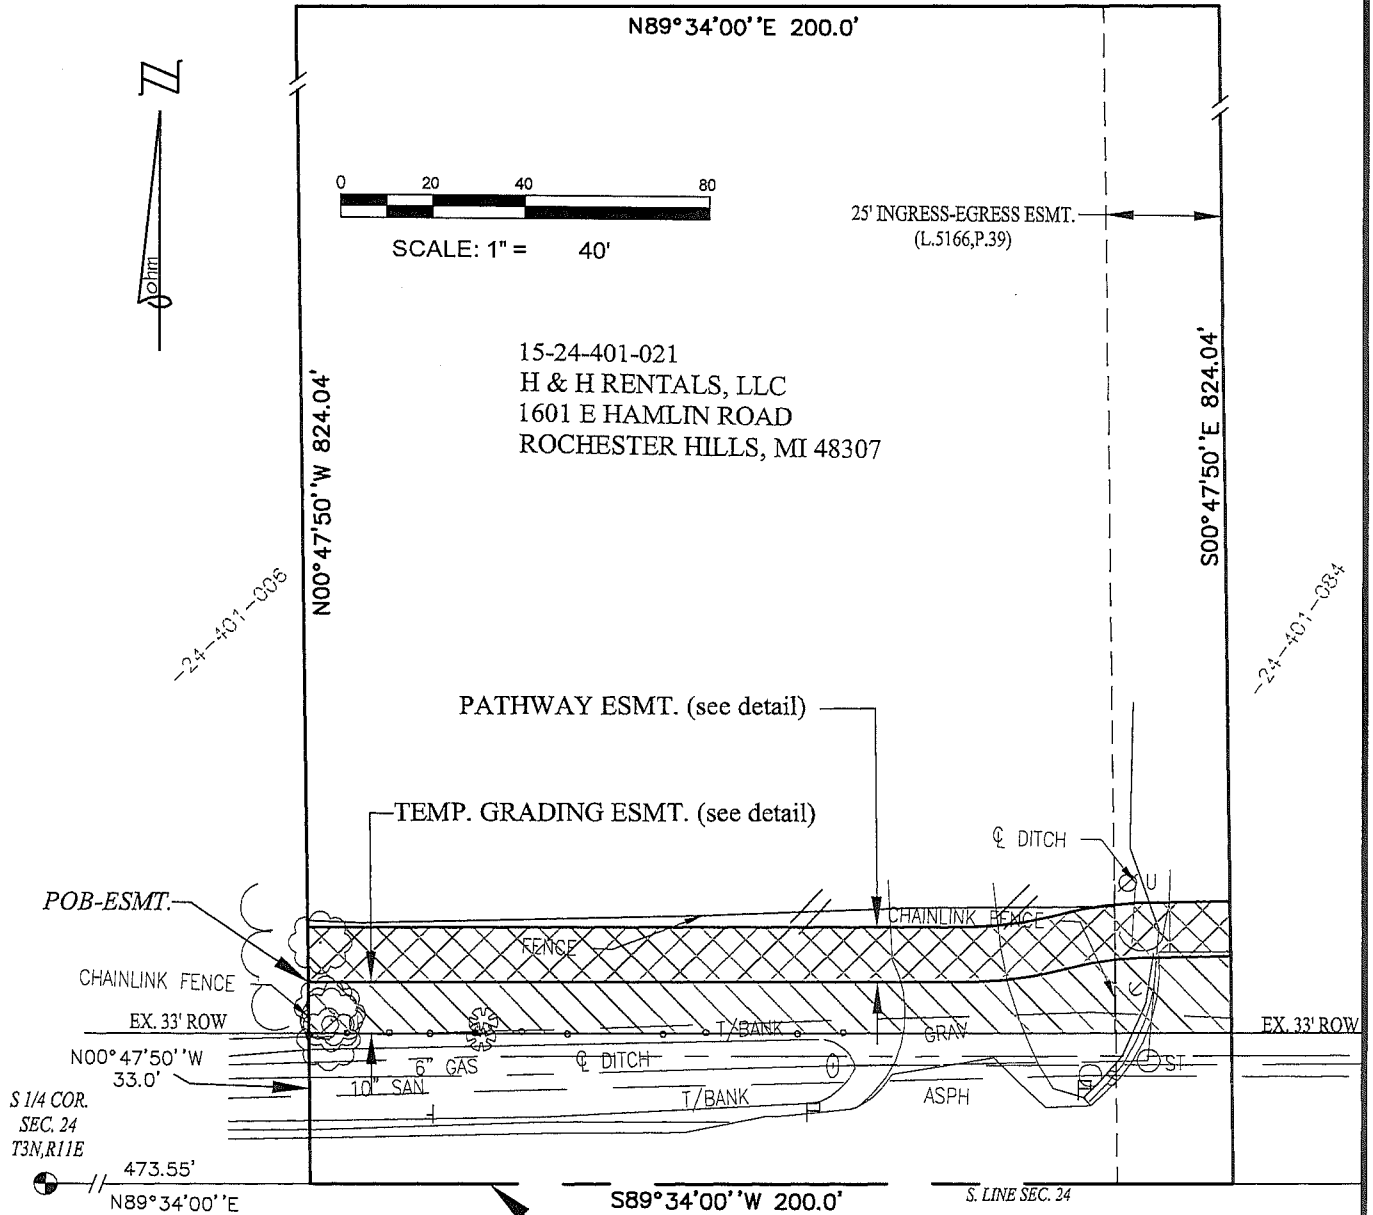 N89°34'00''E 200.0'
N
0 20 40 80
SCALE: 1" = 40'
25' INGRESS-EGRESS ESMT.
(L.5166,P.39)
ohm
15-24-401-021
H & H RENTALS, LLC
1601 E HAMLIN ROAD
ROCHESTER HILLS, MI 48307
N00°47'50''W 824.04'
S00°47'50''E 824.04'
-24-401-006
-24-401-084
PATHWAY ESMT. (see detail)
TEMP. GRADING ESMT. (see detail)
℄ DITCH
U
POB-ESMT.
CHAINLINK FENCE
FENCE
CHAINLINK FENCE
EX. 33' ROW
T/BANK
GRAV
EX. 33' ROW
N00°47'50''W
33.0'
6" GAS
℄ DITCH
ST
10" SAN
T/BANK
ASPH
S 1/4 COR.
SEC. 24
T3N,R11E
473.55'
N89°34'00''E
S89°34'00''W 200.0'
S. LINE SEC. 24